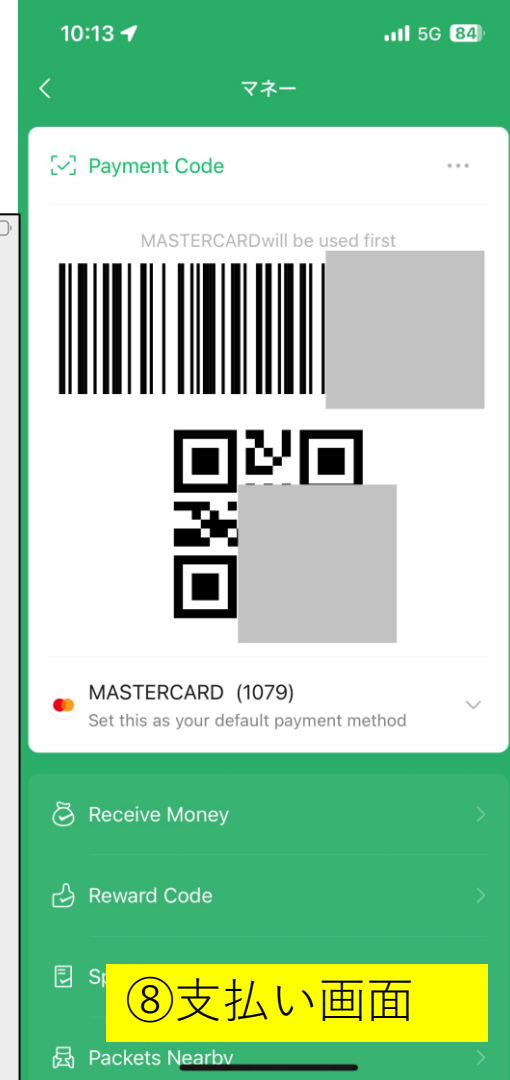 10:13
5G 84
マネー
Payment Code
MASTERCARDwill be used first
MASTERCARD (1079)
Set this as your default payment method
Receive Money
Reward Code
⑧支払い画面
Packets Nearby